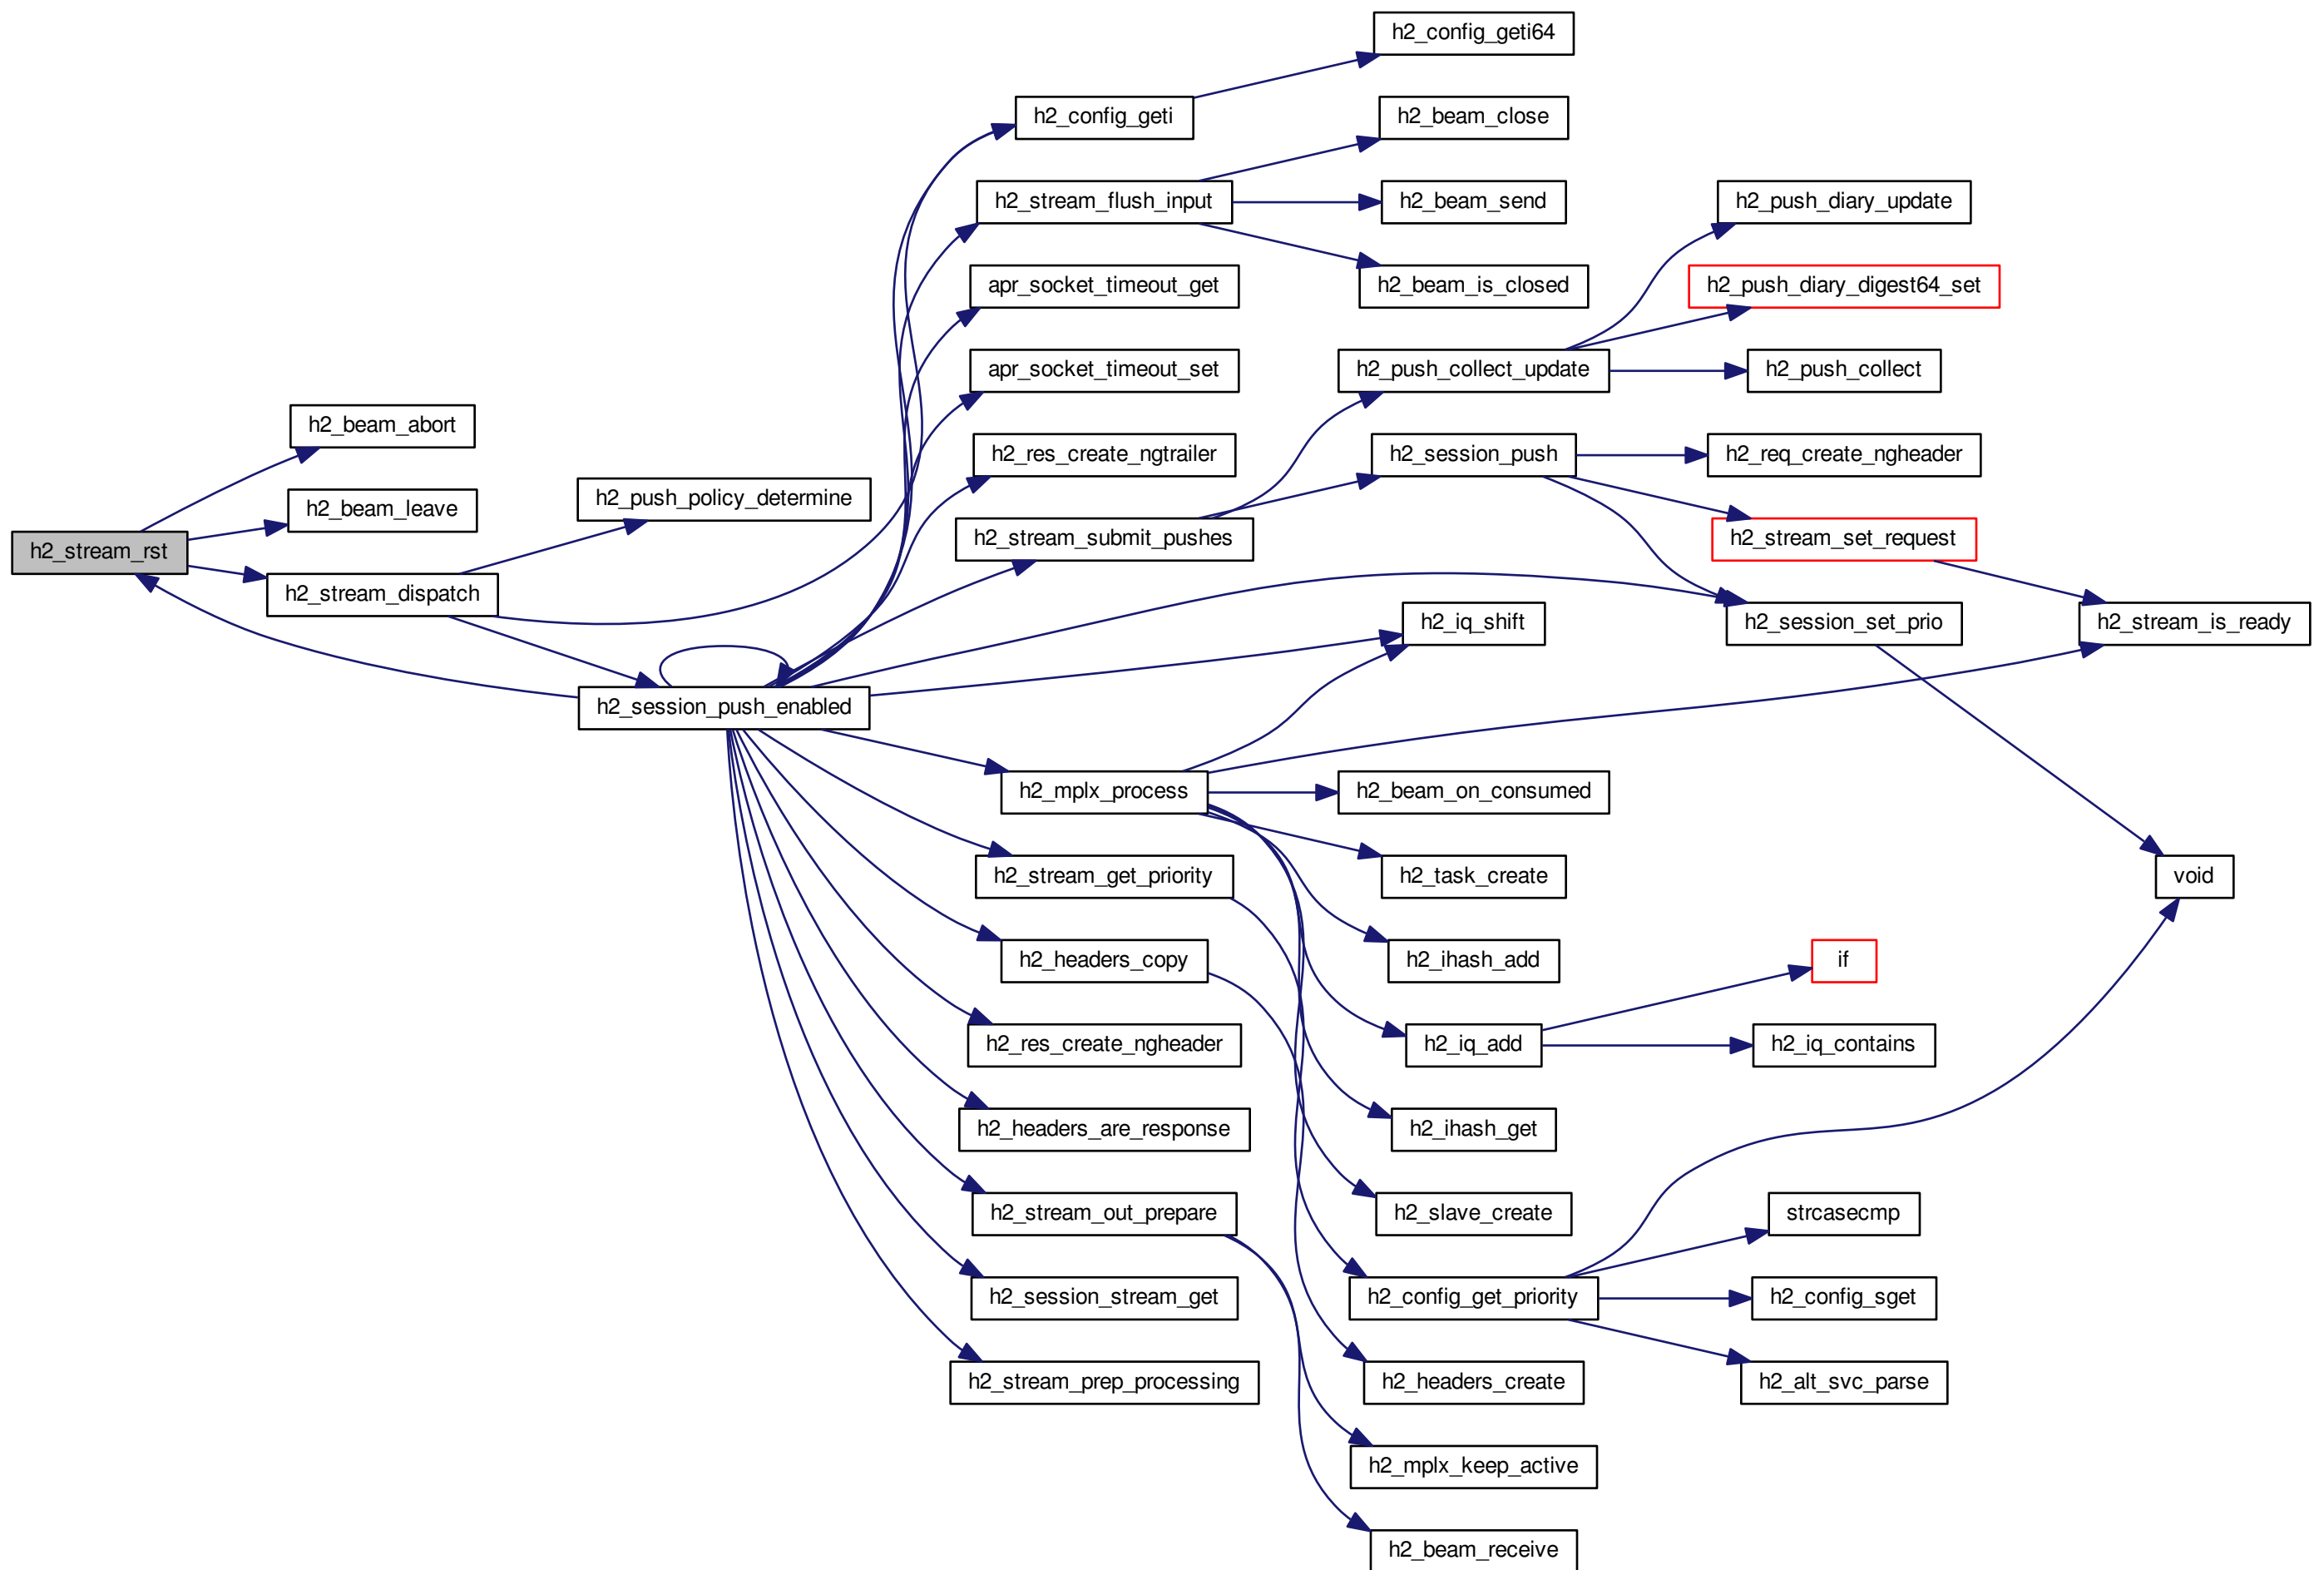 h2_config_geti64
h2_config_geti
h2_beam_close
h2_stream_flush_input
h2_beam_send
h2_push_diary_update
apr_socket_timeout_get
h2_beam_is_closed
h2_push_diary_digest64_set
apr_socket_timeout_set
h2_push_collect_update
h2_push_collect
h2_beam_abort
h2_res_create_ngtrailer
h2_session_push
h2_req_create_ngheader
h2_push_policy_determine
h2_beam_leave
h2_stream_submit_pushes
h2_stream_set_request
h2_stream_rst
h2_stream_dispatch
h2_iq_shift
h2_session_set_prio
h2_stream_is_ready
h2_session_push_enabled
h2_mplx_process
h2_beam_on_consumed
h2_stream_get_priority
h2_task_create
void
h2_headers_copy
h2_ihash_add
if
h2_res_create_ngheader
h2_iq_add
h2_iq_contains
h2_headers_are_response
h2_ihash_get
h2_stream_out_prepare
h2_slave_create
strcasecmp
h2_session_stream_get
h2_config_get_priority
h2_config_sget
h2_stream_prep_processing
h2_headers_create
h2_alt_svc_parse
h2_mplx_keep_active
h2_beam_receive